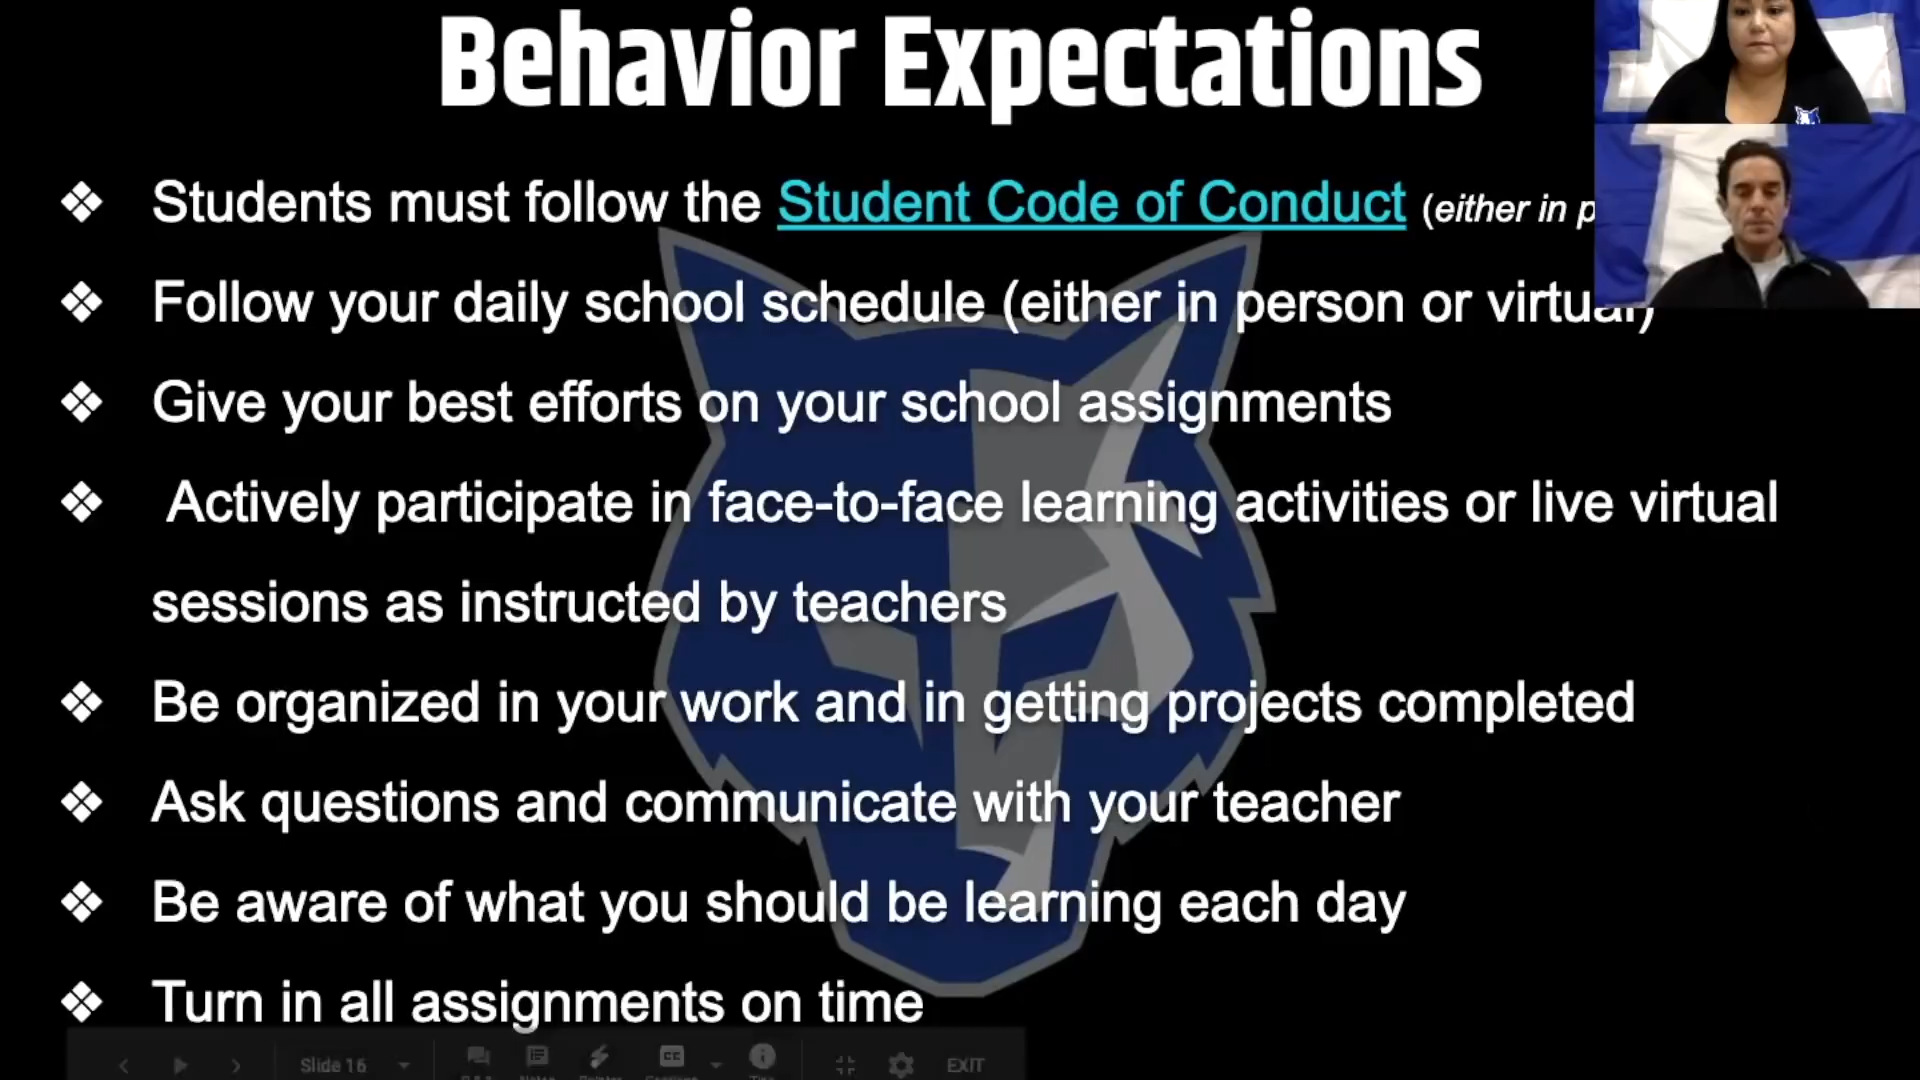 Behavior Expectations
❖ Students must follow the Student Code of Conduct (either in p
❖ Follow your daily school schedule (either in person or virtual)
❖ Give your best efforts on your school assignments
❖ Actively participate in face-to-face learning activities or live virtual
sessions as instructed by teachers
❖ Be organized in your work and in getting projects completed
❖ Ask questions and communicate with your teacher
❖ Be aware of what you should be learning each day
❖ Turn in all assignments on time
Slide 16 CC EXIT